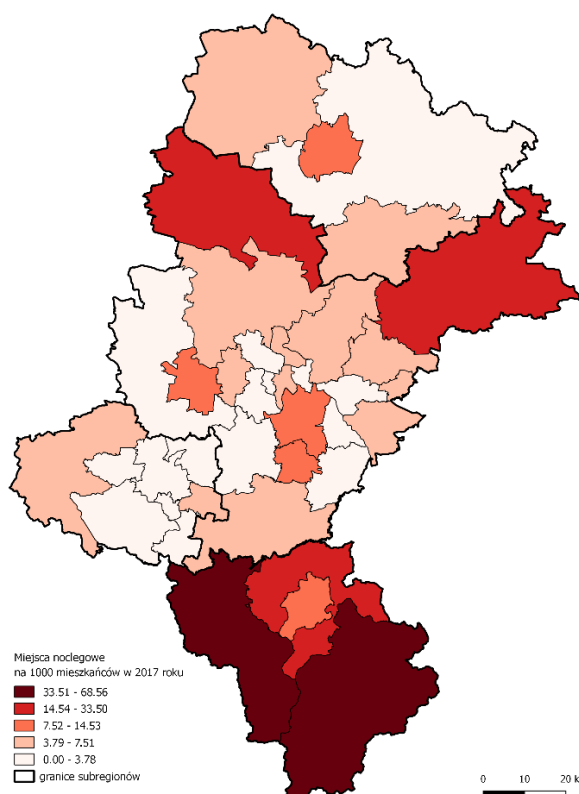 Miejsca noclegowe
na 1000 mieszkańców w 2017 roku
33.51 - 68.56
14.54 - 33.50
7.52 - 14.53
3.79 - 7.51
0.00 - 3.78
granice subregionów
0 10 20 k